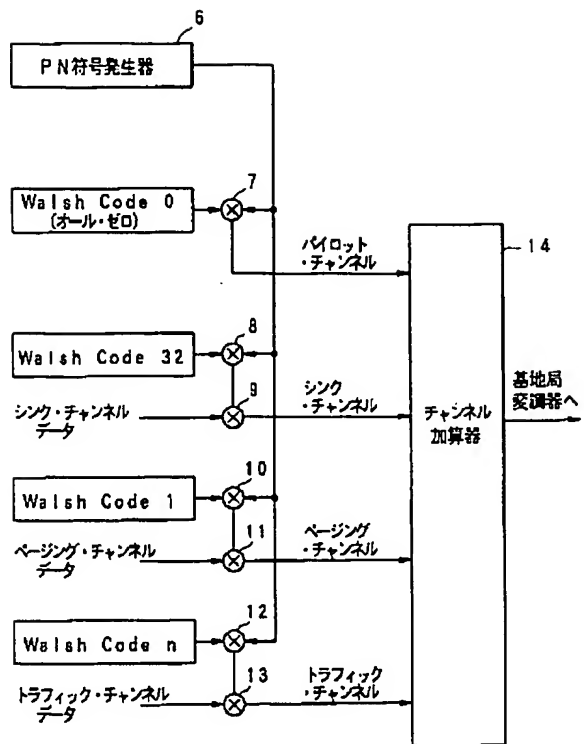 6
PN符号発生器
Walsh Code 0
(オール・ゼロ)
7
パイロット
・チャンネル
14
Walsh Code 32
8
シンク・チャンネル
データ
9
シンク
・チャンネル
チャンネル
加算器
基地局
変調器へ
Walsh Code 1
10
ページング・チャンネル
データ
11
ページング
・チャンネル
Walsh Code n
12
トラフィック・チャンネル
データ
13
トラフィック
・チャンネル